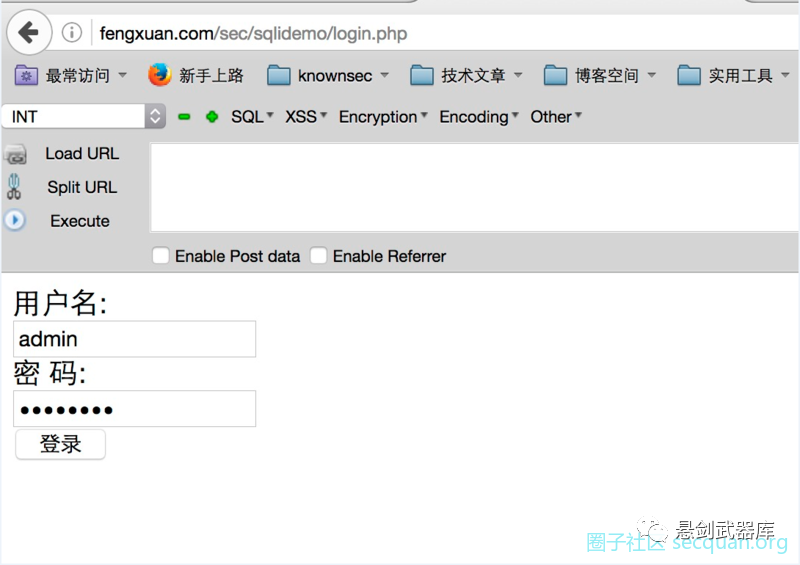 fengxuan.com/sec/sqlidemo/login.php
最常访问 新手上路 knownsec 技术文章 博客空间 实用工具
INT SQL XSS Encryption Encoding Other
Load URL
Split URL
Execute
Enable Post data Enable Referrer
用户名:
admin
密 码:
••••••••
登录
悬剑武器库
圈子社区 secquan.org